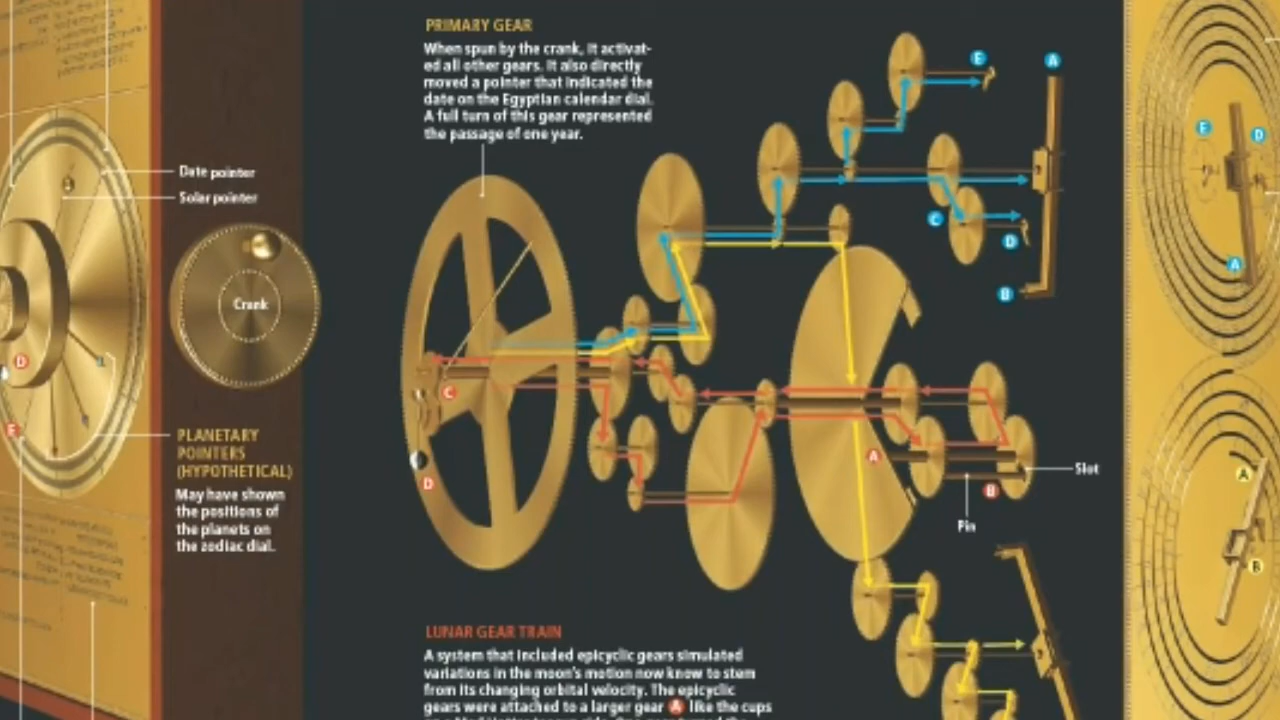 PRIMARY GEAR
When spun by the crank, it activat-
ed all other gears. It also directly
moved a pointer that indicated the
date on the Egyptian calendar dial.
A full turn of this gear represented
the passage of one year.
Date pointer
Solar pointer
Crank
PLANETARY
POINTERS
(HYPOTHETICAL)
May have shown
the positions of
the planets on
the zodiac dial.
E
A
C
D
B
F
D
A
C
D
A
B
Slot
Pin
D
A
B
LUNAR GEAR TRAIN
A system that included epicyclic gears simulated
variations in the moon's motion now know to stem
from its changing orbital velocity. The epicyclic
gears were attached to a larger gear A like the cups